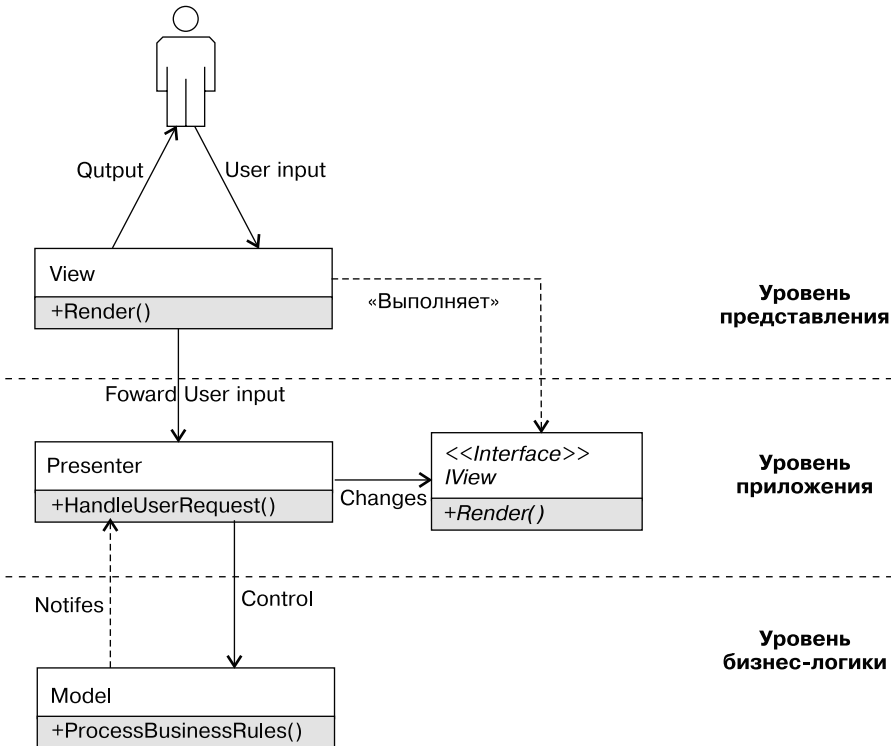 Qutput
User input
View
+Render()
«Выполняет»
Уровень
представления
Foward User input
Presenter
+HandleUserRequest()
Changes
<<Interface>>
IView
+Render()
Уровень
приложения
Notifes
Control
Уровень
бизнес-логики
Model
+ProcessBusinessRules()